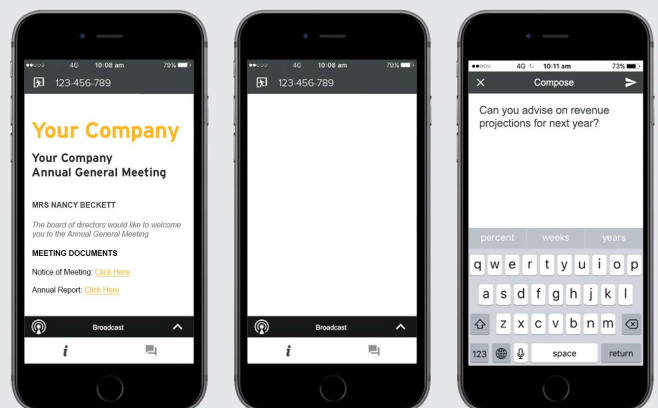 4G 10:08 am 79%
123-456-789
Your Company
Your Company
Annual General Meeting
MRS NANCY BECKETT
The board of directors would like to welcome
you to the Annual General Meeting
MEETING DOCUMENTS
Notice of Meeting: Click Here
Annual Report: Click Here
Broadcast
i
4G 10:08 am 79%
123-456-789
Broadcast
i
4G 10:11 am 73%
Compose
Can you advise on revenue
projections for next year?
percent weeks years
q w e r t y u i o p
a s d f g h j k l
z x c v b n m
123 space return